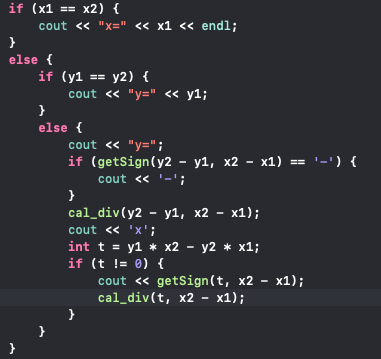 if (x1 == x2) {
    cout << "x=" << x1 << endl;
}
else {
    if (y1 == y2) {
        cout << "y=" << y1;
    }
    else {
        cout << "y=";
        if (getSign(y2 - y1, x2 - x1) == '-') {
            cout << '-';
        }
        cal_div(y2 - y1, x2 - x1);
        cout << 'x';
        int t = y1 * x2 - y2 * x1;
        if (t != 0) {
            cout << getSign(t, x2 - x1);
            cal_div(t, x2 - x1);
        }
    }
}